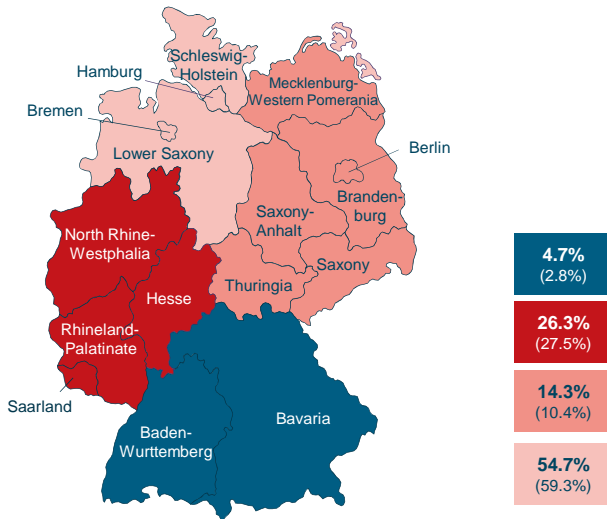 Schleswig-
Holstein
Hamburg
Mecklenburg-
Western Pomerania
Bremen
Lower Saxony
Berlin
Branden-
burg
Saxony-
Anhalt
North Rhine-
Westphalia
Saxony
Thuringia
Hesse
Rhineland-
Palatinate
Saarland
Baden-
Wurttemberg
Bavaria
4.7%
(2.8%)
26.3%
(27.5%)
14.3%
(10.4%)
54.7%
(59.3%)